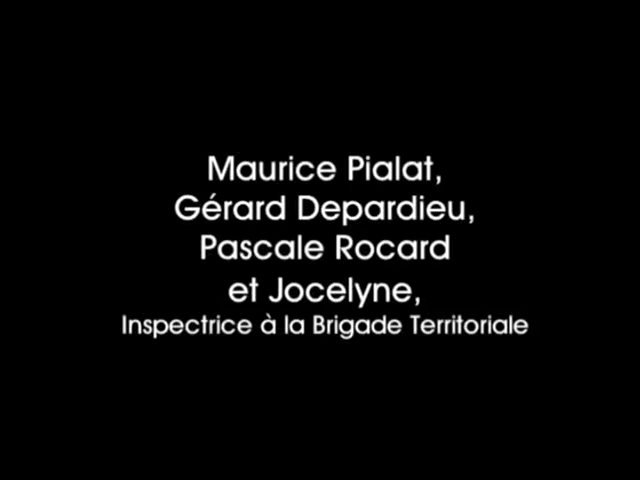 Maurice Pialat,
Gérard Depardieu,
Pascale Rocard
et Jocelyne,
Inspectrice à la Brigade Territoriale